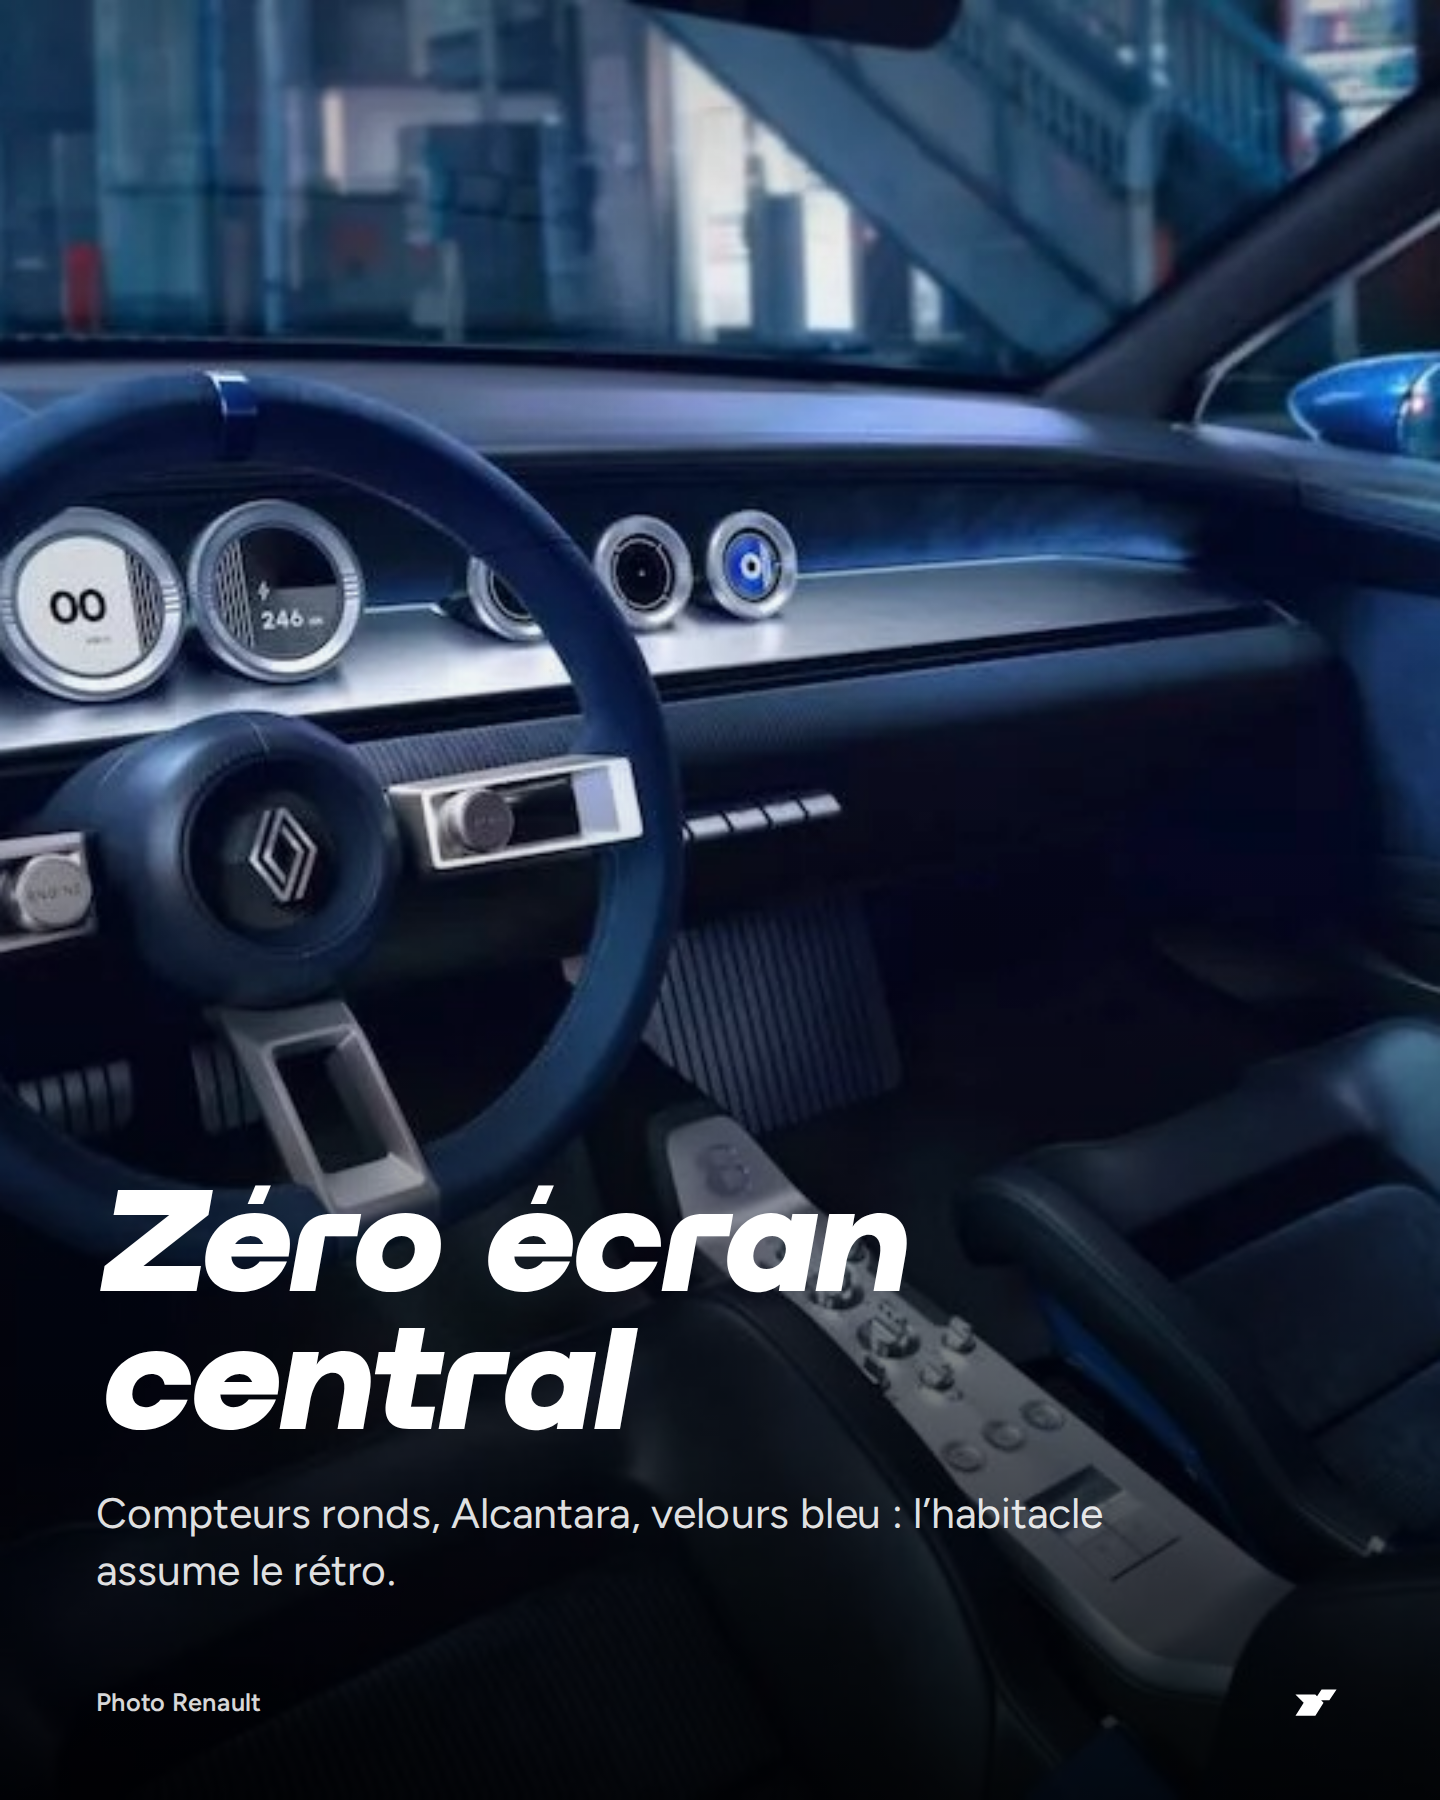 00
246
Zéro écran
central
Compteurs ronds, Alcantara, velours bleu : l’habitacle
assume le rétro.
Photo Renault